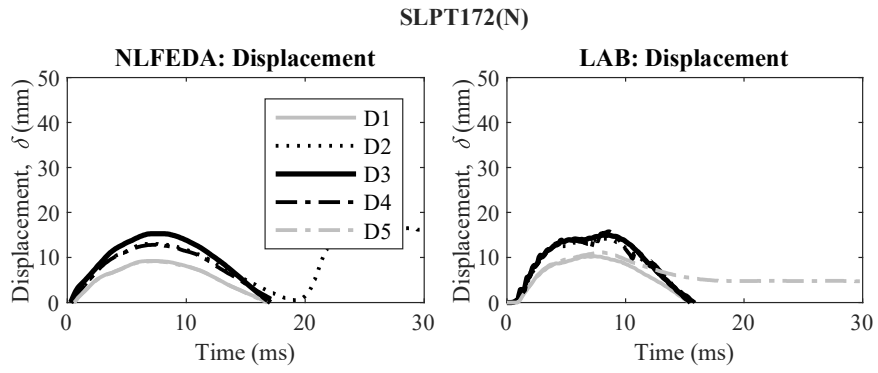 SLPT172(N)
NLFEDA: Displacement
50
40
30
20
10
0
0
10
20
30
Displacement, δ (mm)
Time (ms)
D1
D2
D3
D4
D5
LAB: Displacement
50
40
30
20
10
0
0
10
20
30
Displacement, δ (mm)
Time (ms)